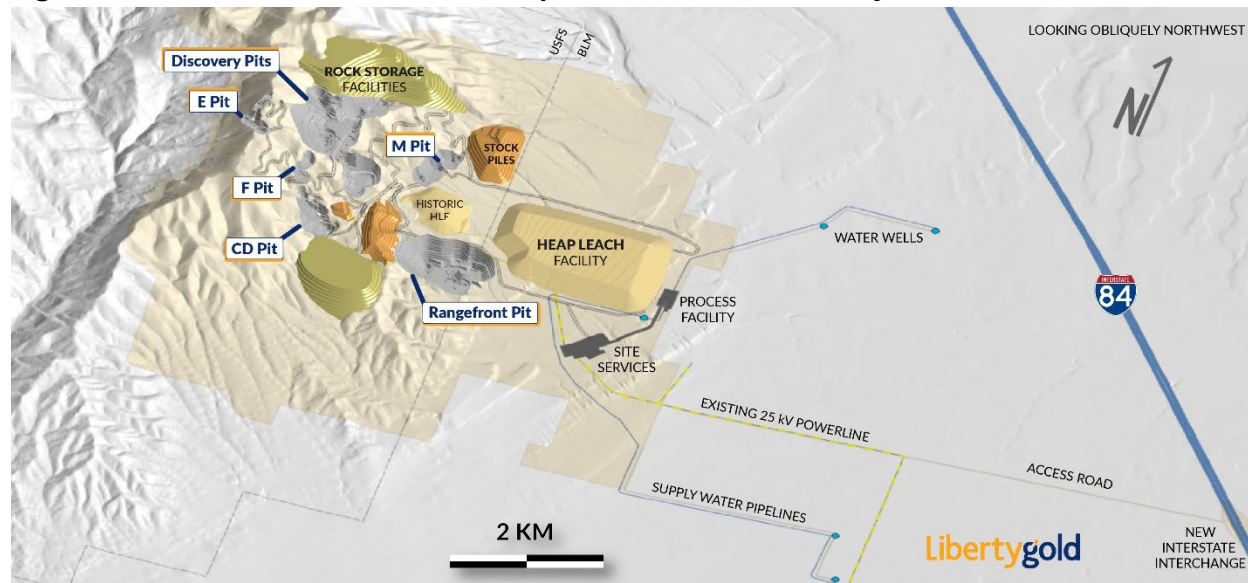 LOOKING OBLIQUELY NORTHWEST
N
USFS
BLM
Discovery Pits
ROCK STORAGE
FACILITIES
E Pit
M Pit
STOCK
PILES
F Pit
HISTORIC
HLF
CD Pit
HEAP LEACH
FACILITY
WATER WELLS
INTERSTATE
84
Rangefront Pit
PROCESS
FACILITY
SITE
SERVICES
EXISTING 25 kV POWERLINE
ACCESS ROAD
SUPPLY WATER PIPELINES
2 KM
Libertygold
NEW
INTERSTATE
INTERCHANGE